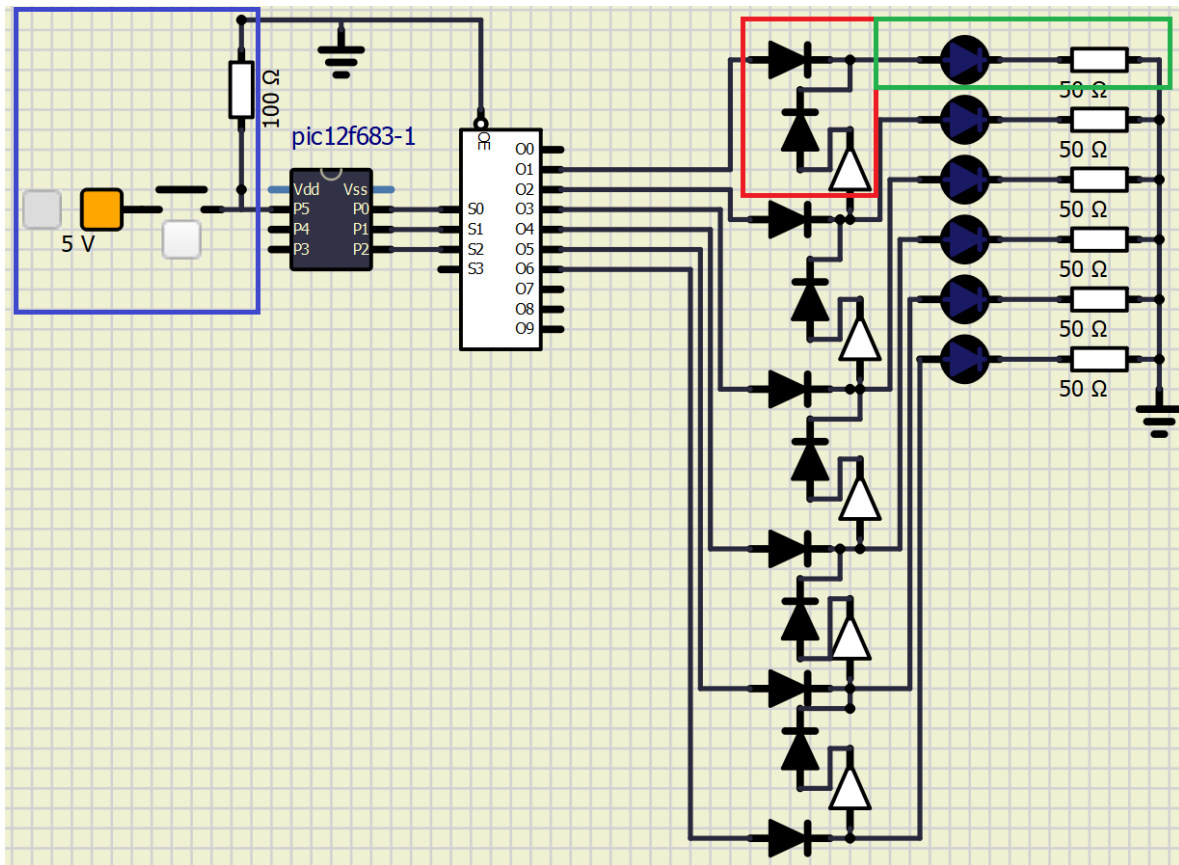 100 Ω
pic12f683-1
Vdd Vss
P5 P0
P4 P1
P3 P2
5 V
OE
S0
S1
S2
S3
O0
O1
O2
O3
O4
O5
O6
O7
O8
O9
50 Ω
50 Ω
50 Ω
50 Ω
50 Ω
50 Ω